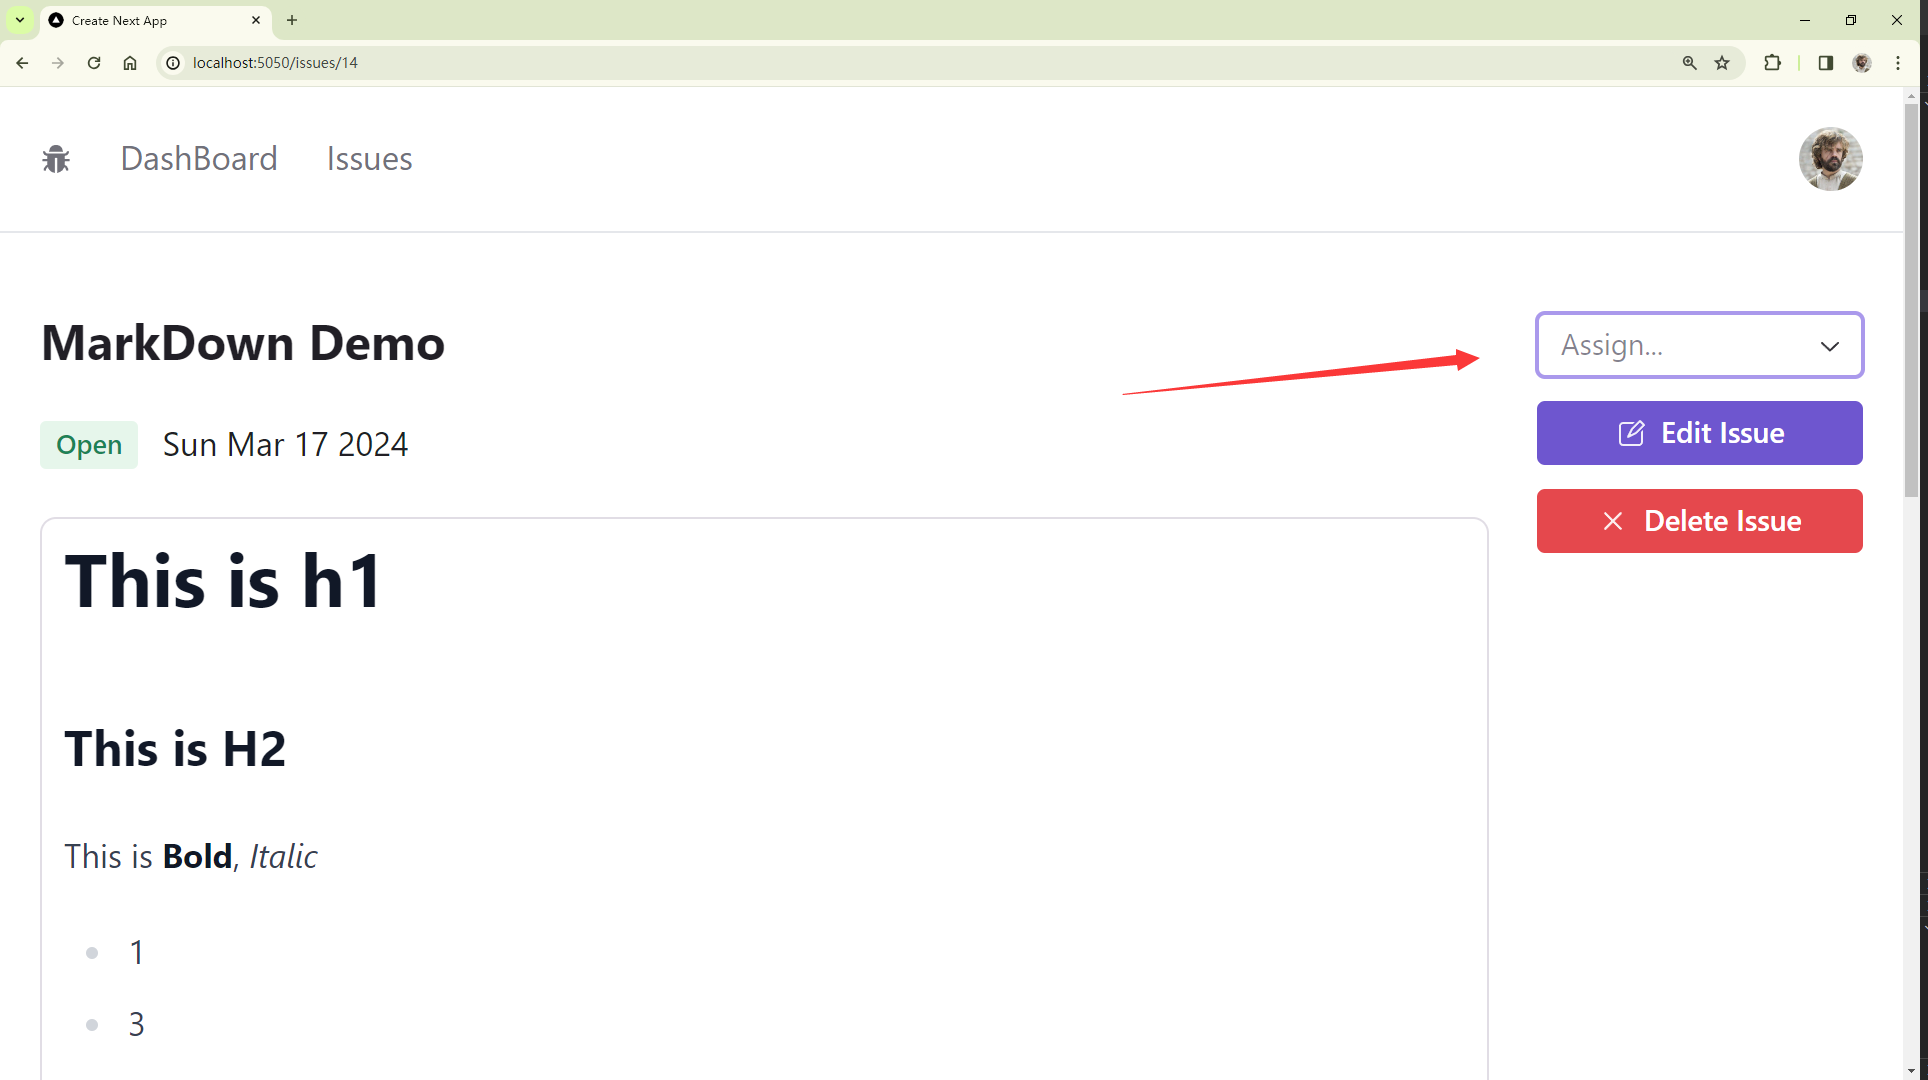 Create Next App
localhost:5050/issues/14
DashBoard
Issues
MarkDown Demo
Assign...
Open
Sun Mar 17 2024
Edit Issue
Delete Issue
This is h1
This is H2
This is Bold, Italic
1
3